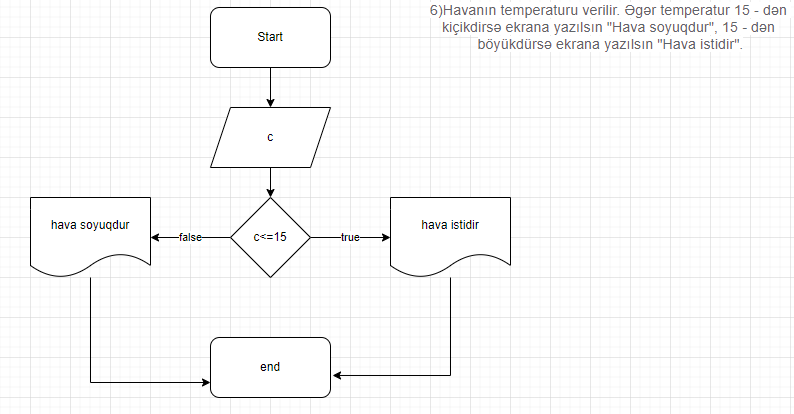 6)Havanın temperaturu verilir. Əgər temperatur 15 - dən
kiçikdirsə ekrana yazılsın "Hava soyuqdur", 15 - dən
böyükdürsə ekrana yazılsın "Hava istidir".
Start
c
hava soyuqdur
false
c<=15
true
hava istidir
end